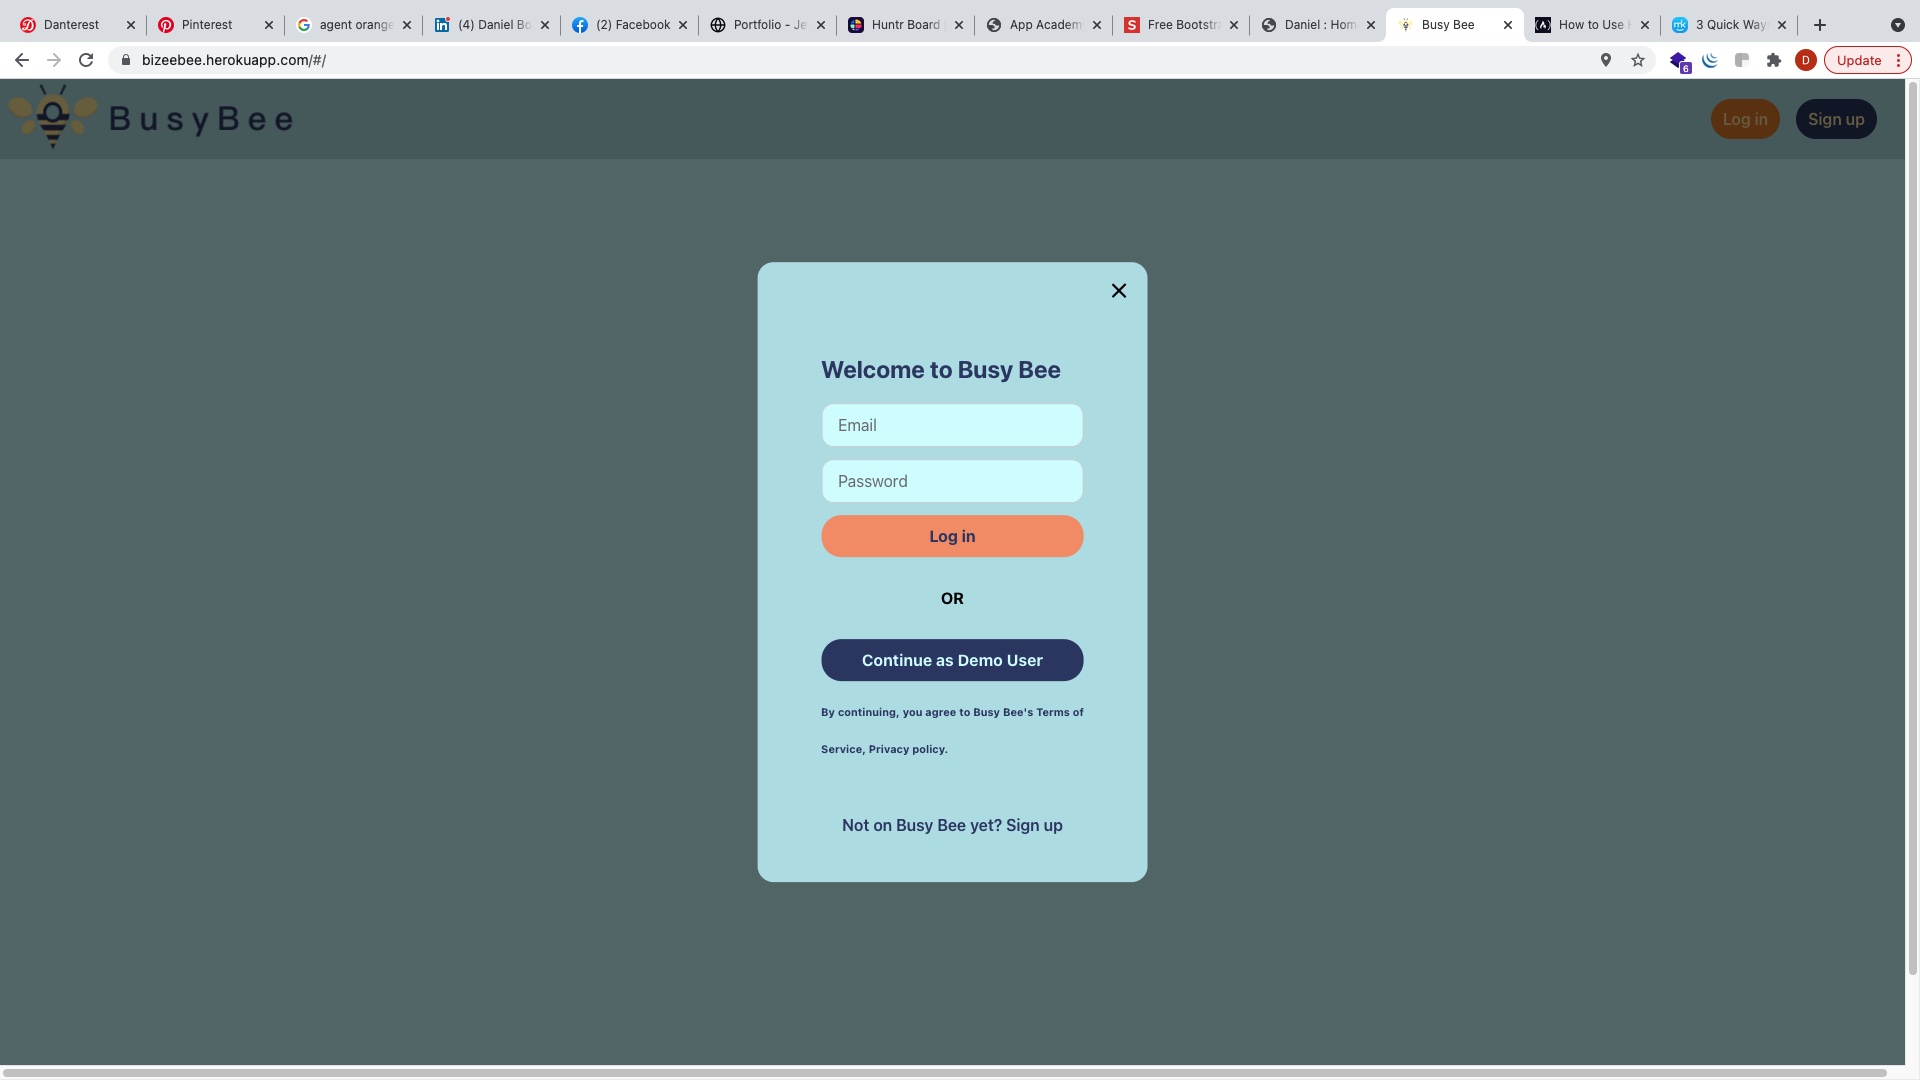 Danterest
Pinterest
agent orange
(4) Daniel Bo
(2) Facebook
Portfolio - Je
Huntr Board
App Academ
Free Bootstra
Daniel : Hom
Busy Bee
How to Use
3 Quick Way
bizeebee.herokuapp.com/#/
6
D
Update
BusyBee
Log in
Sign up
Welcome to Busy Bee
Email
Password
Log in
OR
Continue as Demo User
By continuing, you agree to Busy Bee's Terms of
Service, Privacy policy.
Not on Busy Bee yet? Sign up